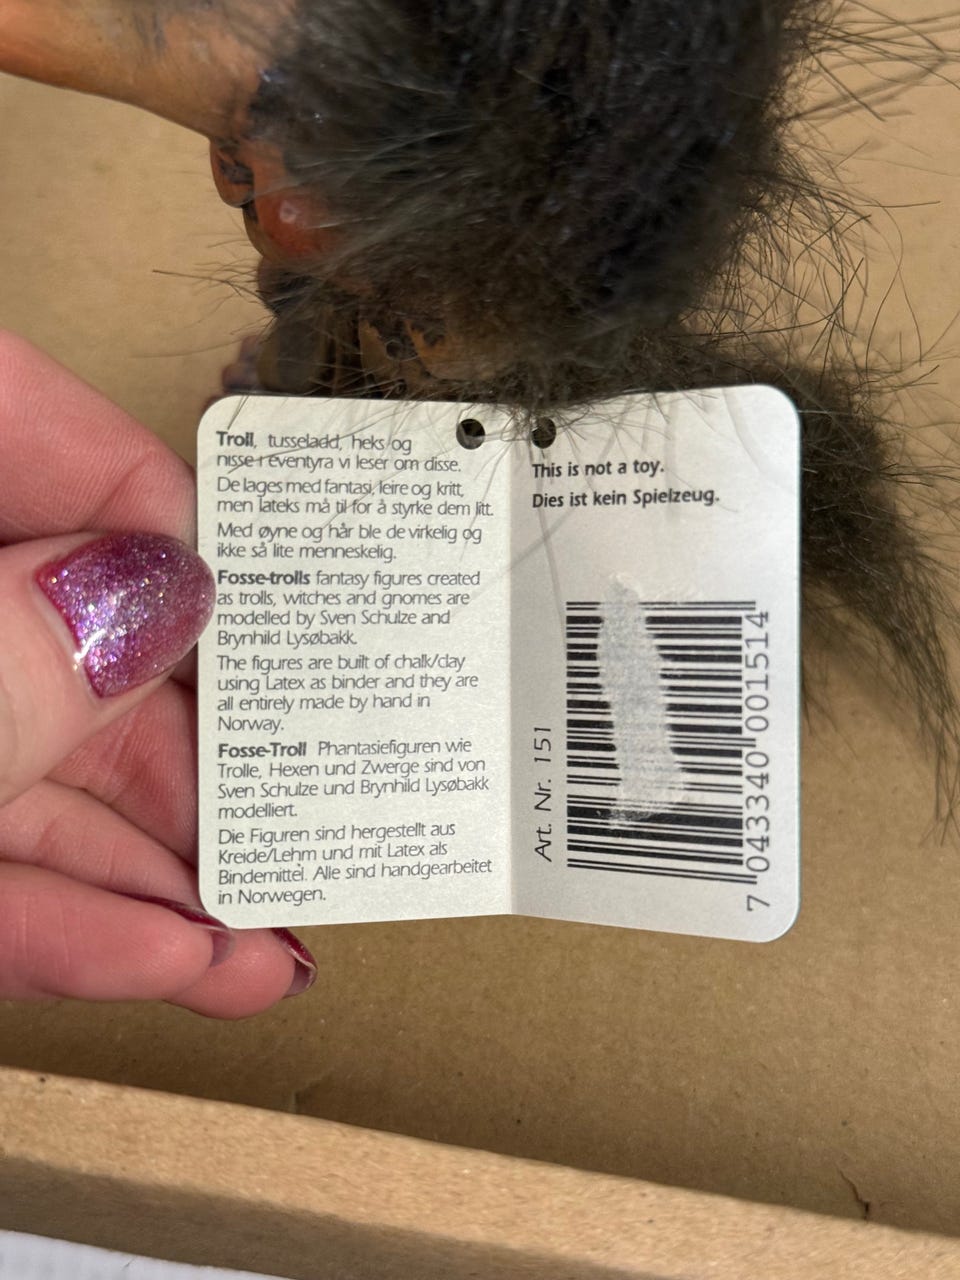 Troll, tusseladd, heks og
nisse i eventyra vi leser om disse.
De lages med fantasi, leire og kritt,
men lateks må til for å styrke dem litt.
Med øyne og hår ble de virkelig og
ikke så lite menneskelig.
Fosse-trolls fantasy figures created
as trolls, witches and gnomes are
modelled by Sven Schulze and
Brynhild Lysøbakk.
The figures are built of chalk/clay
using Latex as binder and they are
all entirely made by hand in
Norway.
Fosse-Troll Phantasiefiguren wie
Trolle, Hexen und Zwerge sind von
Sven Schulze und Brynhild Lysøbakk
modelliert.
Die Figuren sind hergestellt aus
Kreide/Lehm und mit Latex als
Bindemittel. Alle sind handgearbeitet
in Norwegen.
This is not a toy.
Dies ist kein Spielzeug.
Art. Nr. 151
7 043340 001514